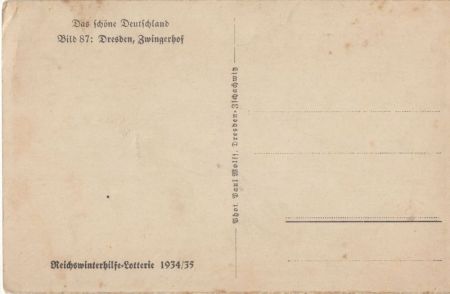 Das schöne Deutschland
Bild 87: Dresden, Zwingerhof
Phot. Paul Wolff, Dresden-Zschachwitz
Reichswinterhilfe-Lotterie 1934/35